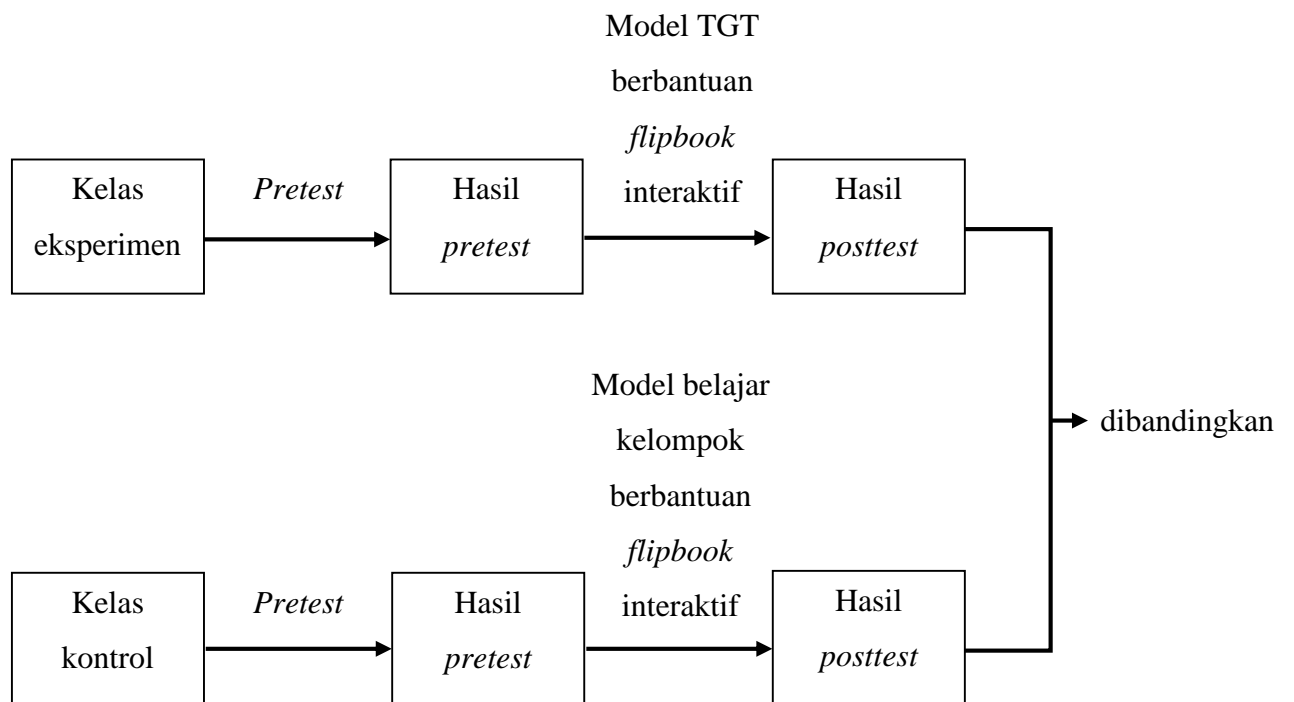 Model TGT
berbantuan
flipbook
interaktif
Kelas
eksperimen
Pretest
Hasil
pretest
Hasil
posttest
Model belajar
kelompok
berbantuan
flipbook
interaktif
dibandingkan
Kelas
kontrol
Pretest
Hasil
pretest
Hasil
posttest